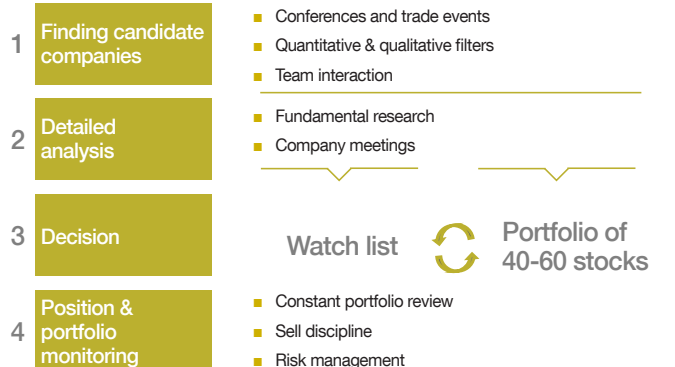 1
Finding candidate
companies
Conferences and trade events
Quantitative & qualitative filters
Team interaction
2
Detailed
analysis
Fundamental research
Company meetings
3
Decision
Watch list
Portfolio of
40-60 stocks
4
Position &
portfolio
monitoring
Constant portfolio review
Sell discipline
Risk management